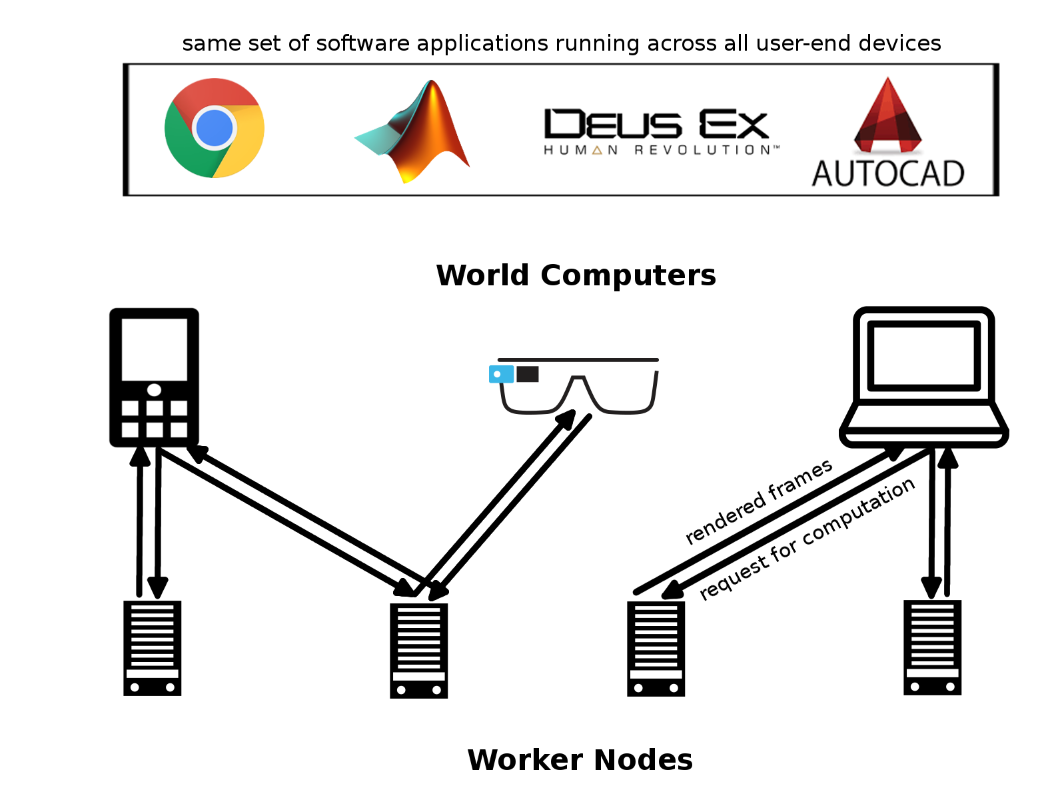 same set of software applications running across all user-end devices
DEUS EX
HUMAN REVOLUTION™
AUTOCAD
World Computers
rendered frames
request for computation
Worker Nodes